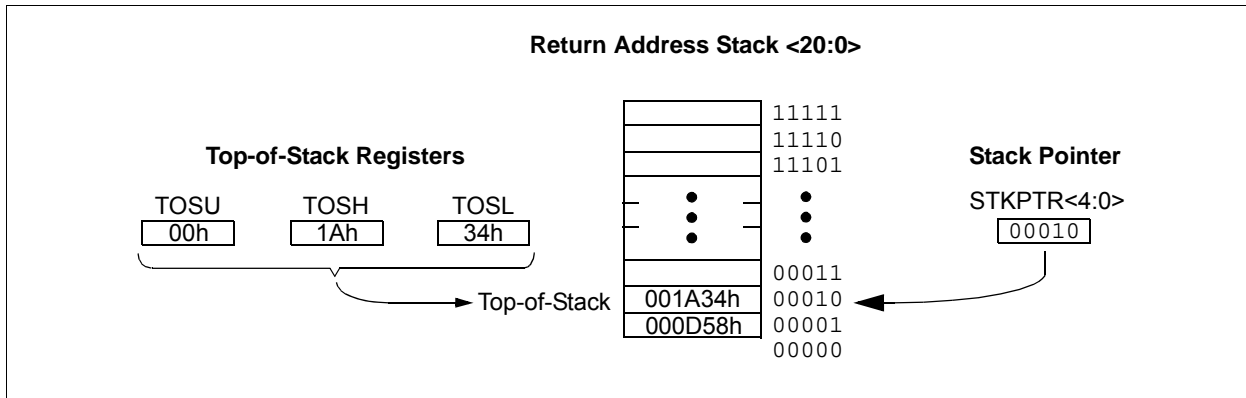 Return Address Stack <20:0>
Top-of-Stack Registers
TOSU TOSH TOSL
00h 1Ah 34h
Top-of-Stack
11111
11110
11101
00011
001A34h 00010
000D58h 00001
00000
Stack Pointer
STKPTR<4:0>
00010